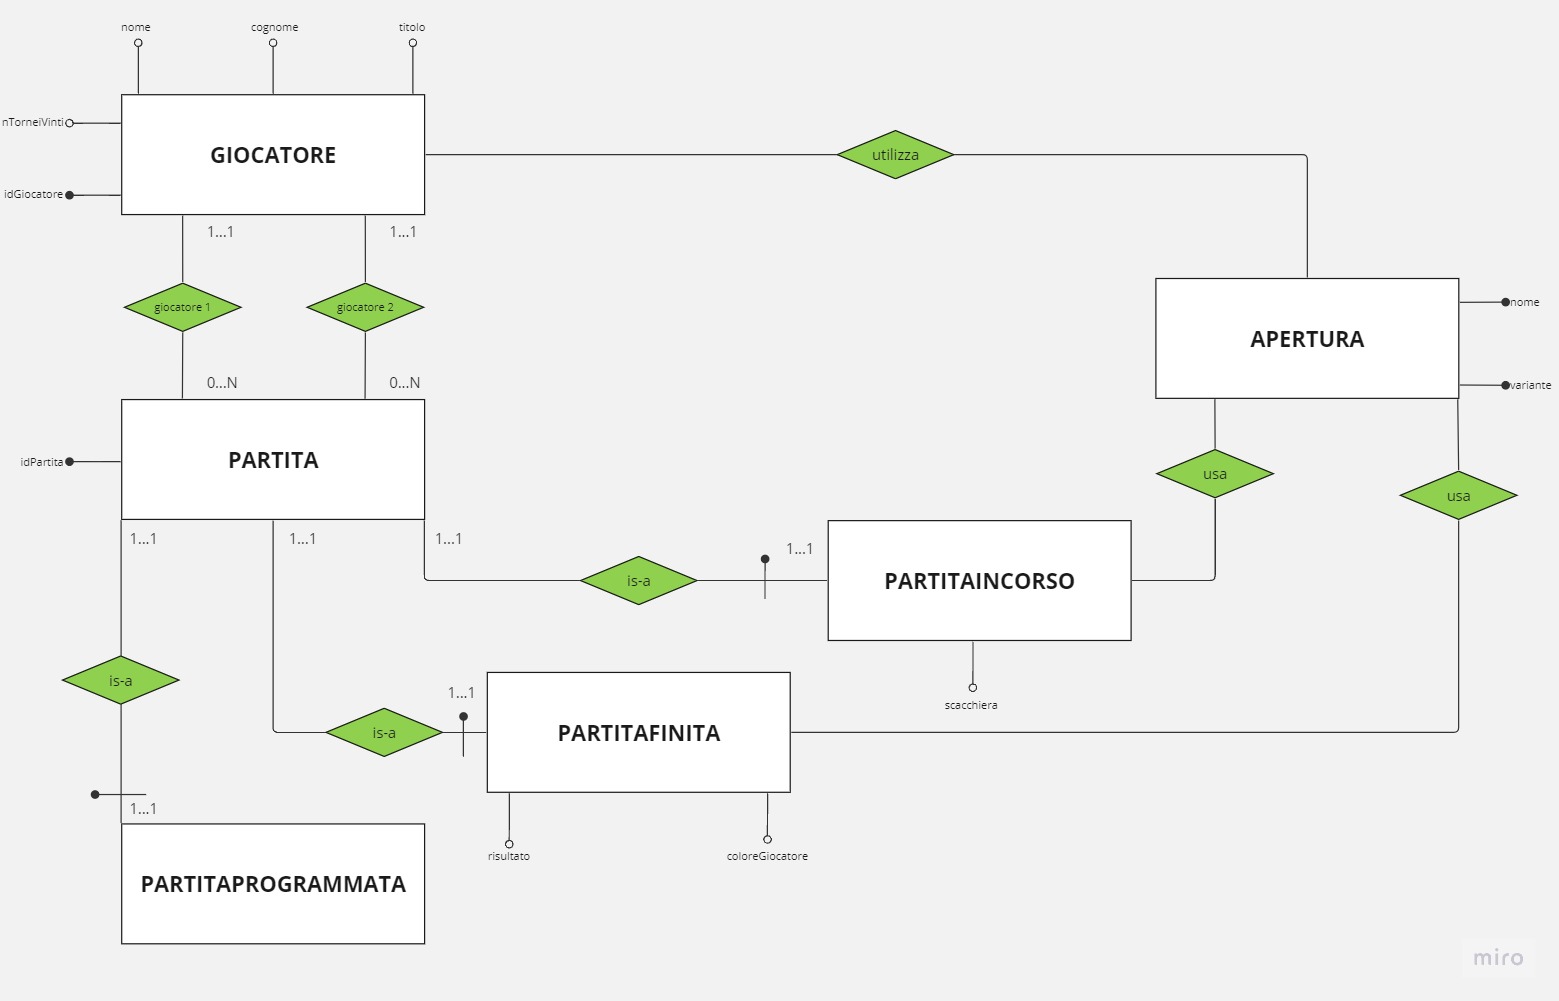 nome
cognome
titolo
nTorneiVinti
idGiocatore
GIOCATORE
utilizza
1...1
1...1
giocatore 1
giocatore 2
0...N
0...N
APERTURA
nome
variante
idPartita
PARTITA
usa
usa
1...1
1...1
1...1
is-a
1...1
PARTITAINCORSO
scacchiera
is-a
1...1
is-a
PARTITAFINITA
risultato
coloreGiocatore
1...1
PARTITAPROGRAMMATA
miro